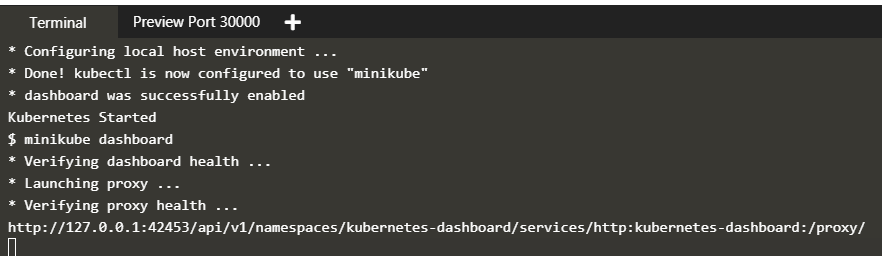 Terminal
Preview Port 30000
+
* Configuring local host environment ...
* Done! kubectl is now configured to use "minikube"
* dashboard was successfully enabled
Kubernetes Started
$ minikube dashboard
* Verifying dashboard health ...
* Launching proxy ...
* Verifying proxy health ...
http://127.0.0.1:42453/api/v1/namespaces/kubernetes-dashboard/services/http:kubernetes-dashboard:/proxy/